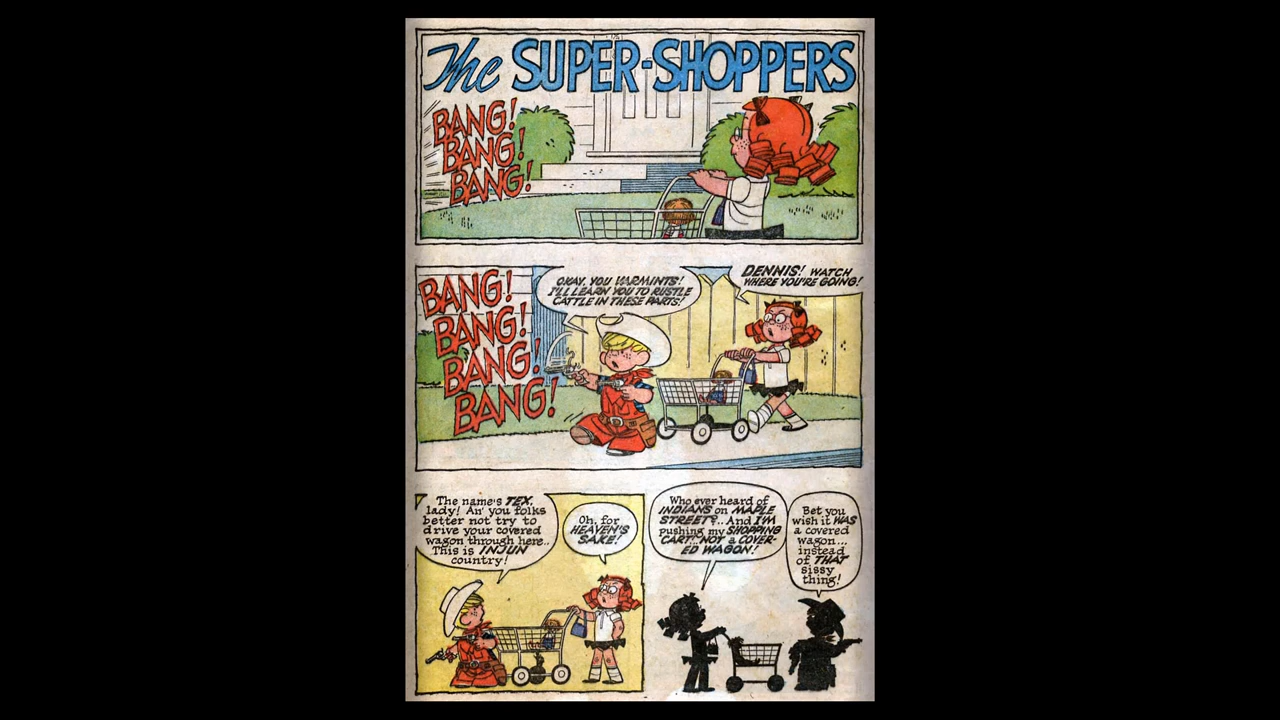 The SUPER-SHOPPERS
BANG!
BANG!
BANG!
BANG!
BANG!
BANG!
BANG!
OKAY, YOU VARMINTS!
I'LL LEARN YOU TO RUSTLE
CATTLE IN THESE PARTS!
DENNIS! WATCH
WHERE YOU'RE GOING!
The name's TEX,
lady! An' you folks
better not try to
drive your covered
wagon through here..
This is INJUN
country!
Oh, for
HEAVEN'S
SAKE!
Who ever heard of
INDIANS on MAPLE
STREET?..And I'M
pushing my SHOPPING
CART!..NOT a COVER-
ED WAGON!
Bet you
wish it WAS
a covered
wagon...
instead
of THAT
sissy
thing!